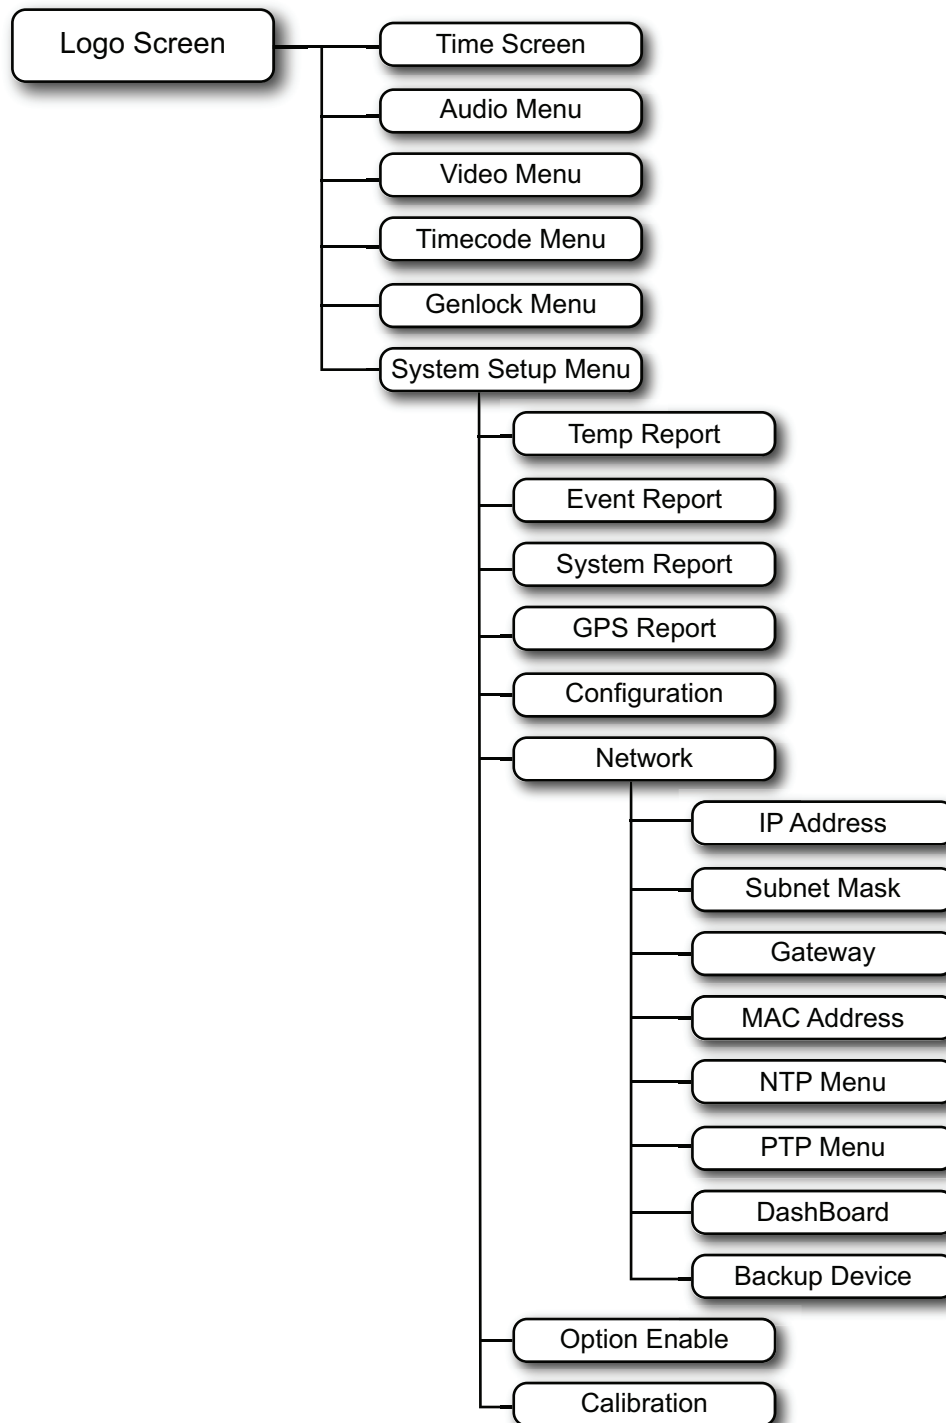 Logo Screen
Time Screen
Audio Menu
Video Menu
Timecode Menu
Genlock Menu
System Setup Menu
Temp Report
Event Report
System Report
GPS Report
Configuration
Network
IP Address
Subnet Mask
Gateway
MAC Address
NTP Menu
PTP Menu
DashBoard
Backup Device
Option Enable
Calibration